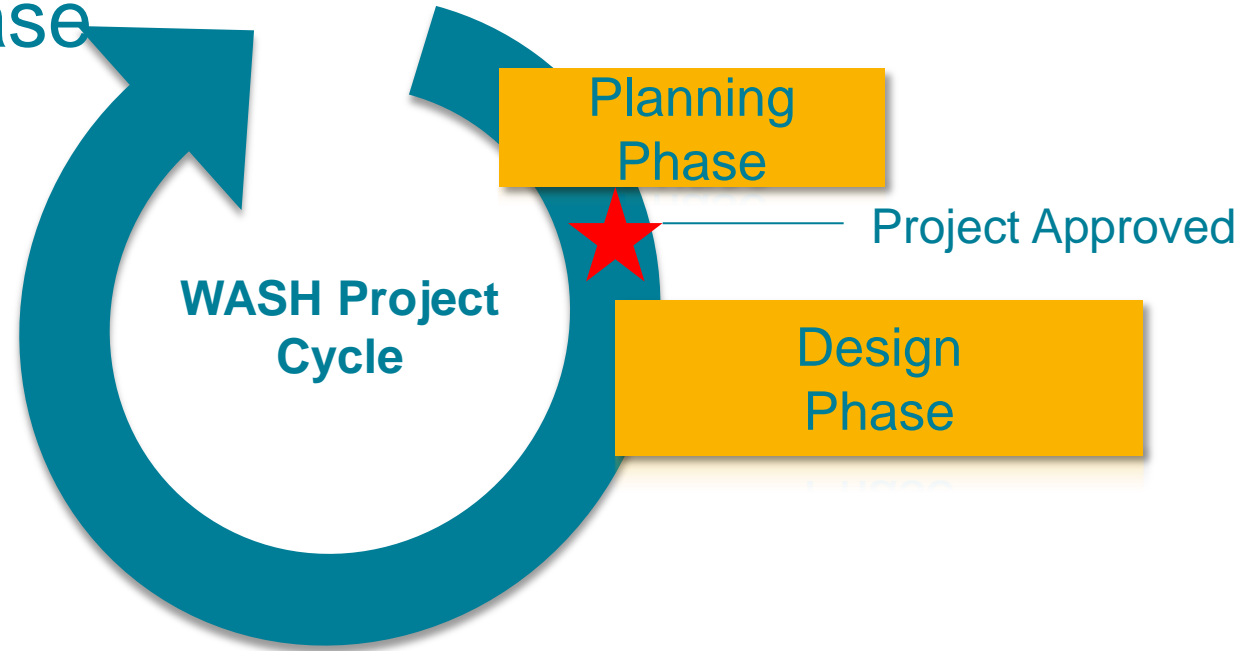 ase
Planning
Phase
Project Approved
WASH Project
Cycle
Design
Phase